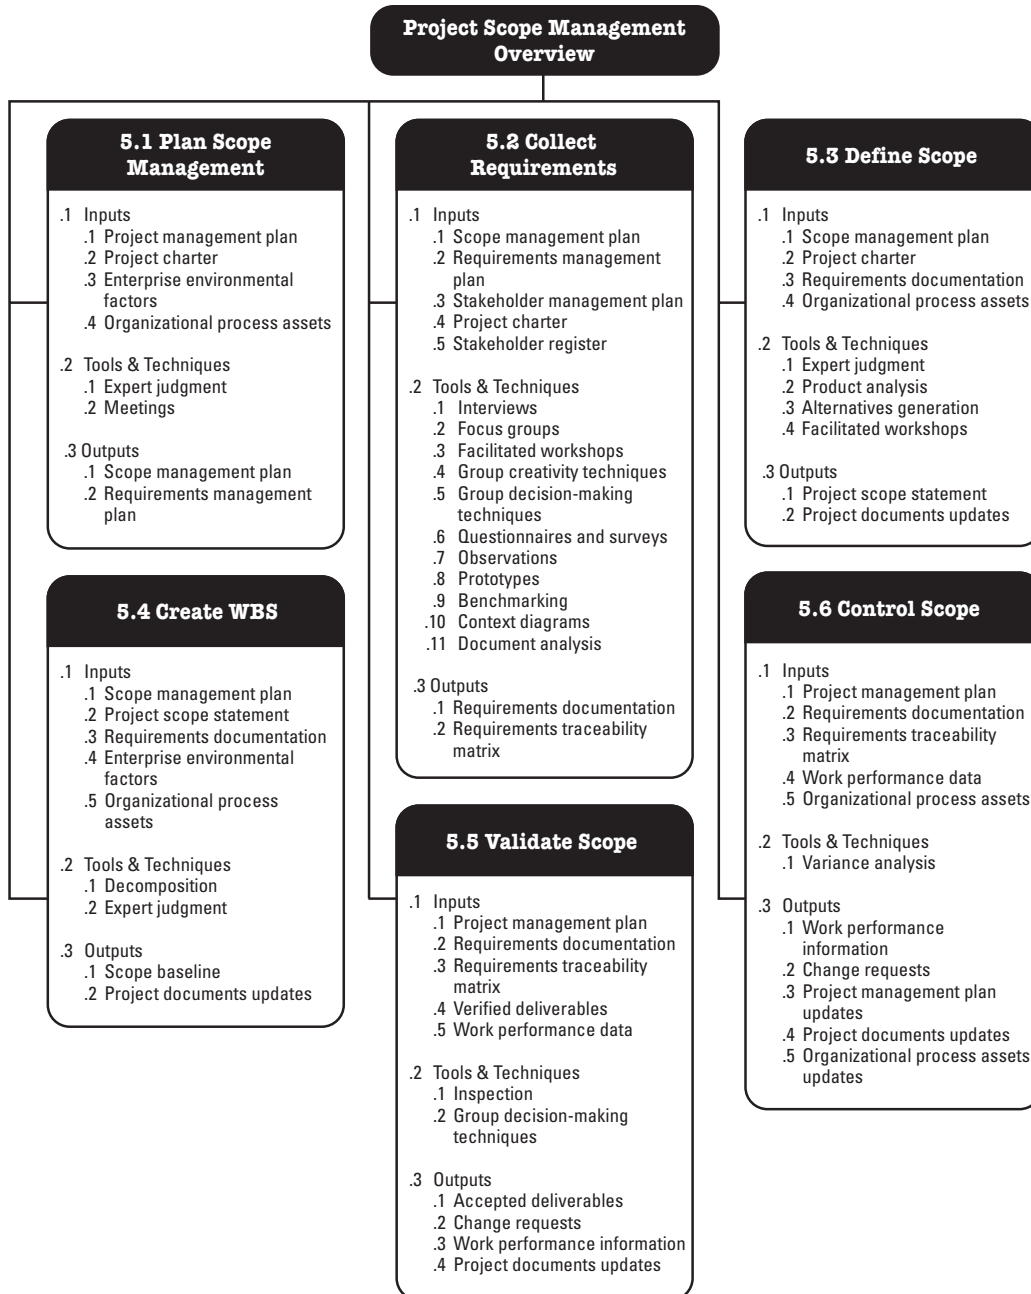 Project Scope Management
Overview
5.1 Plan Scope
Management
.1 Inputs
.1 Project management plan
.2 Project charter
.3 Enterprise environmental
factors
.4 Organizational process assets
.2 Tools & Techniques
.1 Expert judgment
.2 Meetings
.3 Outputs
.1 Scope management plan
.2 Requirements management
plan
5.2 Collect
Requirements
.1 Inputs
.1 Scope management plan
.2 Requirements management
plan
.3 Stakeholder management plan
.4 Project charter
.5 Stakeholder register
.2 Tools & Techniques
.1 Interviews
.2 Focus groups
.3 Facilitated workshops
.4 Group creativity techniques
.5 Group decision-making
techniques
.6 Questionnaires and surveys
.7 Observations
.8 Prototypes
.9 Benchmarking
.10 Context diagrams
.11 Document analysis
.3 Outputs
.1 Requirements documentation
.2 Requirements traceability
matrix
5.3 Define Scope
.1 Inputs
.1 Scope management plan
.2 Project charter
.3 Requirements documentation
.4 Organizational process assets
.2 Tools & Techniques
.1 Expert judgment
.2 Product analysis
.3 Alternatives generation
.4 Facilitated workshops
.3 Outputs
.1 Project scope statement
.2 Project documents updates
5.4 Create WBS
.1 Inputs
.1 Scope management plan
.2 Project scope statement
.3 Requirements documentation
.4 Enterprise environmental
factors
.5 Organizational process
assets
.2 Tools & Techniques
.1 Decomposition
.2 Expert judgment
.3 Outputs
.1 Scope baseline
.2 Project documents updates
5.5 Validate Scope
.1 Inputs
.1 Project management plan
.2 Requirements documentation
.3 Requirements traceability
matrix
.4 Verified deliverables
.5 Work performance data
.2 Tools & Techniques
.1 Inspection
.2 Group decision-making
techniques
.3 Outputs
.1 Accepted deliverables
.2 Change requests
.3 Work performance information
.4 Project documents updates
5.6 Control Scope
.1 Inputs
.1 Project management plan
.2 Requirements documentation
.3 Requirements traceability
matrix
.4 Work performance data
.5 Organizational process assets
.2 Tools & Techniques
.1 Variance analysis
.3 Outputs
.1 Work performance
information
.2 Change requests
.3 Project management plan
updates
.4 Project documents updates
.5 Organizational process assets
updates